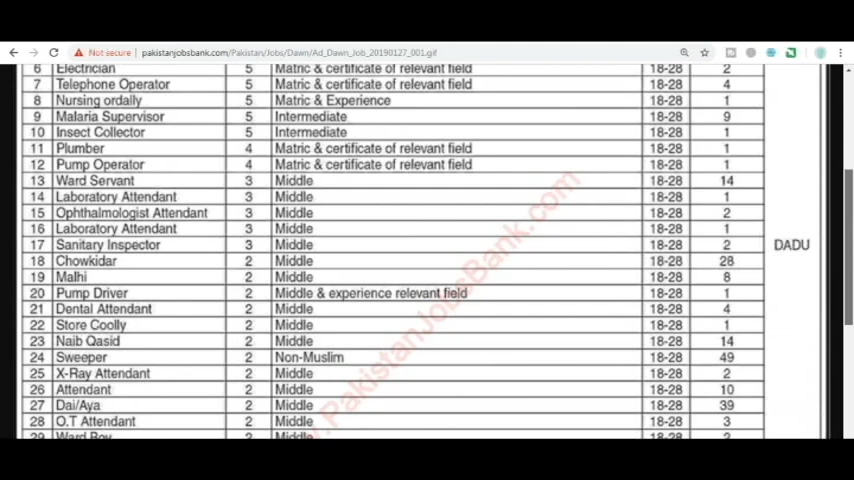 Not secure | pakistanjobsbank.com/Pakistan/Jobs/Dawn/Ad_Dawn_Job_20190127_001.gif
6 Electrician 5 Matric & certificate of relevant field 18-28 2
7 Telephone Operator 5 Matric & certificate of relevant field 18-28 4
8 Nursing ordally 5 Matric & Experience 18-28 1
9 Malaria Supervisor 5 Intermediate 18-28 9
10 Insect Collector 5 Intermediate 18-28 1
11 Plumber 4 Matric & certificate of relevant field 18-28 1
12 Pump Operator 4 Matric & certificate of relevant field 18-28 1
13 Ward Servant 3 Middle 18-28 14
14 Laboratory Attendant 3 Middle 18-28 1
15 Ophthalmologist Attendant 3 Middle 18-28 2
16 Laboratory Attendant 3 Middle 18-28 1
17 Sanitary Inspector 3 Middle 18-28 2 DADU
18 Chowkidar 2 Middle 18-28 28
19 Malhi 2 Middle 18-28 8
20 Pump Driver 2 Middle & experience relevant field 18-28 1
21 Dental Attendant 2 Middle 18-28 4
22 Store Coolly 2 Middle 18-28 1
23 Naib Qasid 2 Middle 18-28 14
24 Sweeper 2 Non-Muslim 18-28 49
25 X-Ray Attendant 2 Middle 18-28 2
26 Attendant 2 Middle 18-28 10
27 Dai/Aya 2 Middle 18-28 39
28 O.T Attendant 2 Middle 18-28 3
29 Ward Boy 2 Middle 18-28 2
.PakistanJobsBank.com